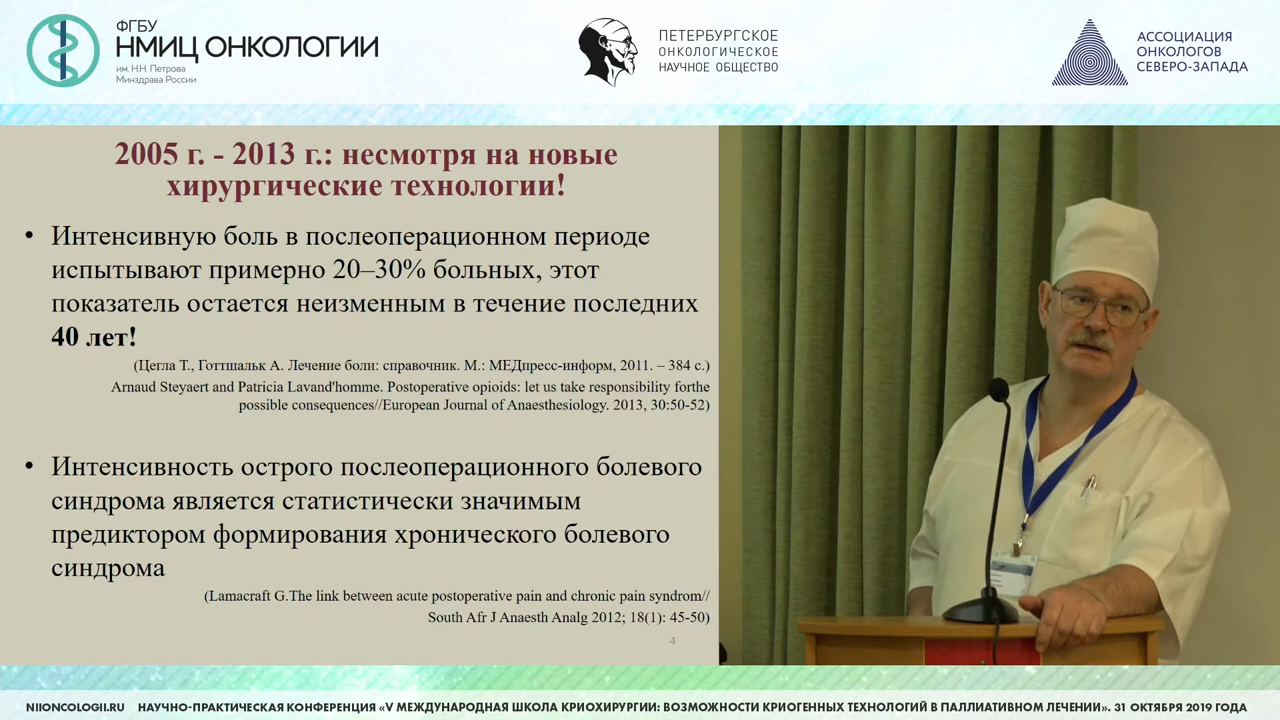 ФГБУ
НМИЦ ОНКОЛОГИИ
им. Н.Н. Петрова
Минздрава России
ПЕТЕРБУРГСКОЕ
ОНКОЛОГИЧЕСКОЕ
НАУЧНОЕ ОБЩЕСТВО
АССОЦИАЦИЯ
ОНКОЛОГОВ
СЕВЕРО-ЗАПАДА
2005 г. - 2013 г.: несмотря на новые
хирургические технологии!
• Интенсивную боль в послеоперационном периоде
испытывают примерно 20–30% больных, этот
показатель остается неизменным в течение последних
40 лет!
(Цегла Т., Готтшальк А. Лечение боли: справочник. М.: МЕДпресс-информ, 2011. – 384 с.)
Arnaud Steyaert and Patricia Lavand'homme. Postoperative opioids: let us take responsibility forthe
possible consequences//European Journal of Anaesthesiology. 2013, 30:50-52)
• Интенсивность острого послеоперационного болевого
синдрома является статистически значимым
предиктором формирования хронического болевого
синдрома
(Lamacraft G.The link between acute postoperative pain and chronic pain syndrom//
South Afr J Anaesth Analg 2012; 18(1): 45-50)
4
NIIONCOLOGII.RU НАУЧНО-ПРАКТИЧЕСКАЯ КОНФЕРЕНЦИЯ «V МЕЖДУНАРОДНАЯ ШКОЛА КРИОХИРУРГИИ: ВОЗМОЖНОСТИ КРИОГЕННЫХ ТЕХНОЛОГИЙ В ПАЛЛИАТИВНОМ ЛЕЧЕНИИ». 31 ОКТЯБРЯ 2019 ГОДА